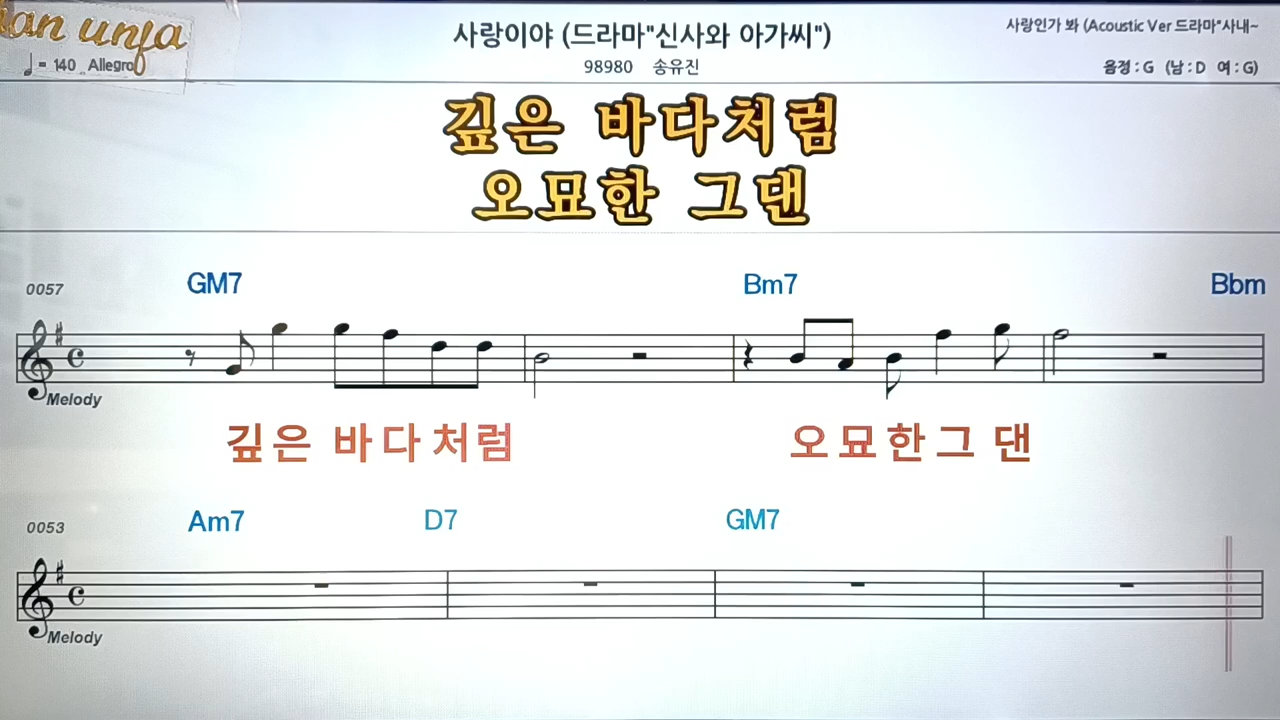 an unfa
♩ = 140 Allegro
사랑이야 (드라마"신사와 아가씨")
98980 송유진
사랑인가 봐 (Acoustic Ver 드라마"사내~
음정 : G (남 : D 여 : G)
깊은 바다처럼
오묘한 그댄
0057 GM7 Bm7 Bbm
Melody
깊은 바다처럼 오묘한그 댄
0053 Am7 D7 GM7
Melody